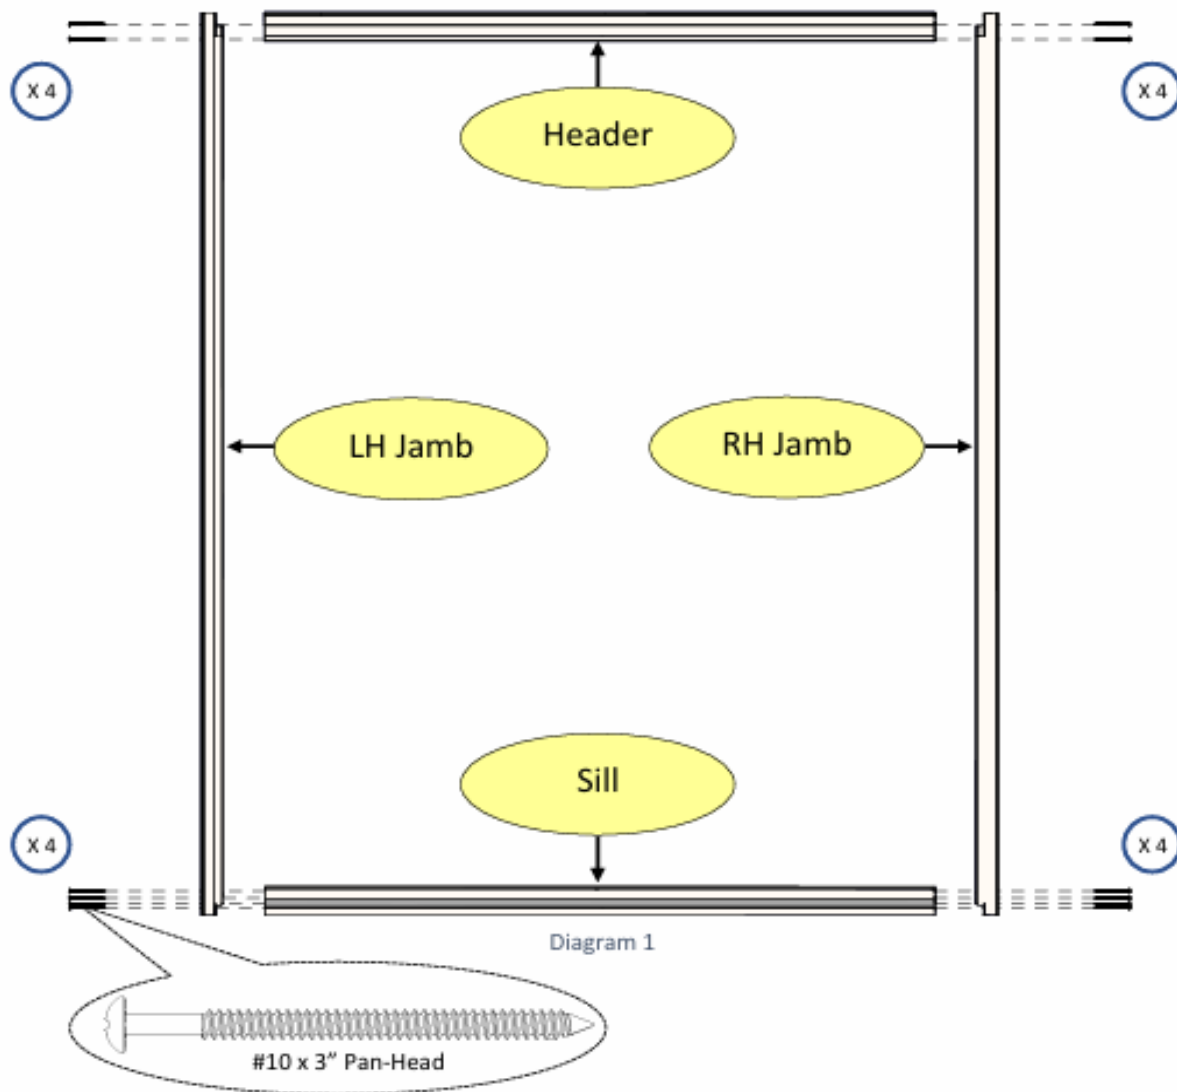 X 4
X 4
Header
LH Jamb
RH Jamb
Sill
X 4
X 4
Diagram 1
#10 x 3” Pan-Head